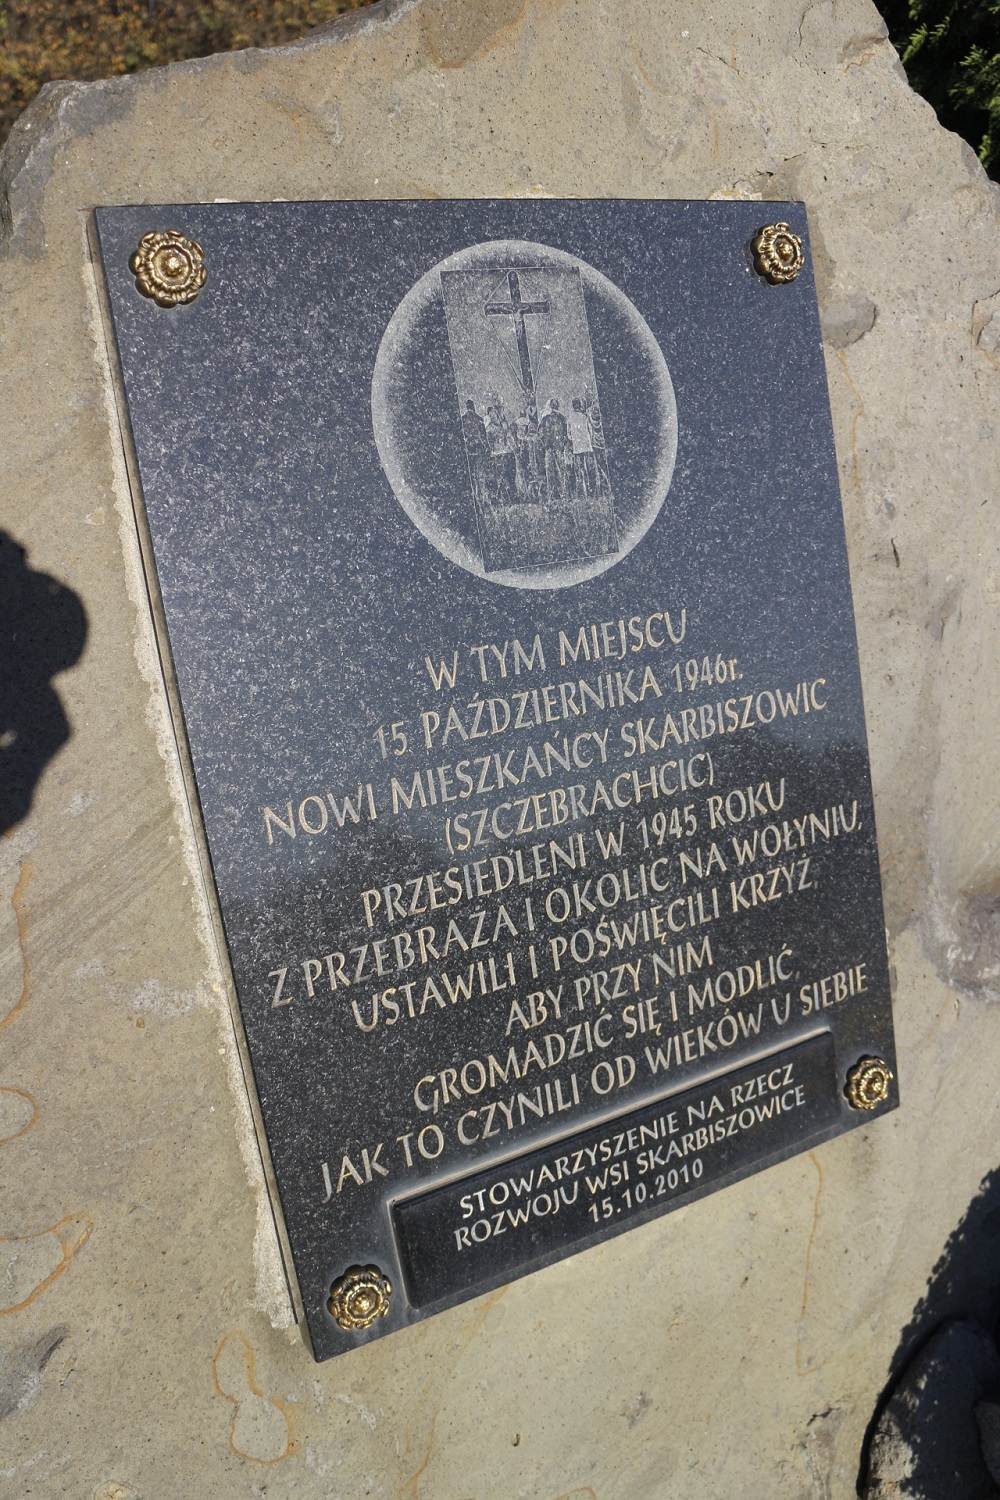 W TYM MIEJSCU
15 PAŹDZIERNIKA 1946r.
NOWI MIESZKAŃCY SKARBISZOWIC
(SZCZEBRACHCIC)
PRZESIEDLENI W 1945 ROKU
Z PRZEBRAŻA I OKOLIC NA WOŁYNIU,
USTAWILI I POŚWIĘCILI KRZYŻ,
ABY PRZY NIM
GROMADZIĆ SIĘ I MODLIĆ,
JAK TO CZYNILI OD WIEKÓW U SIEBIE
STOWARZYSZENIE NA RZECZ
ROZWOJU WSI SKARBISZOWICE
15.10.2010